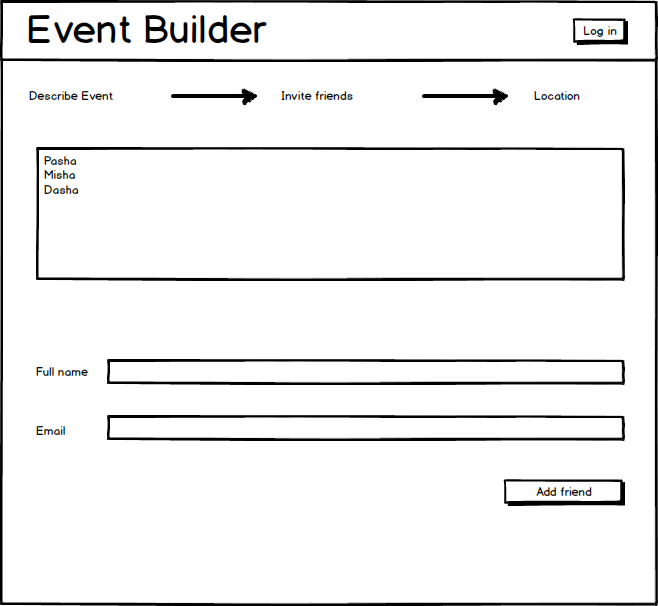 Event Builder
Log in
Describe Event
Invite friends
Location
Pasha
Misha
Dasha
Full name
Email
Add friend